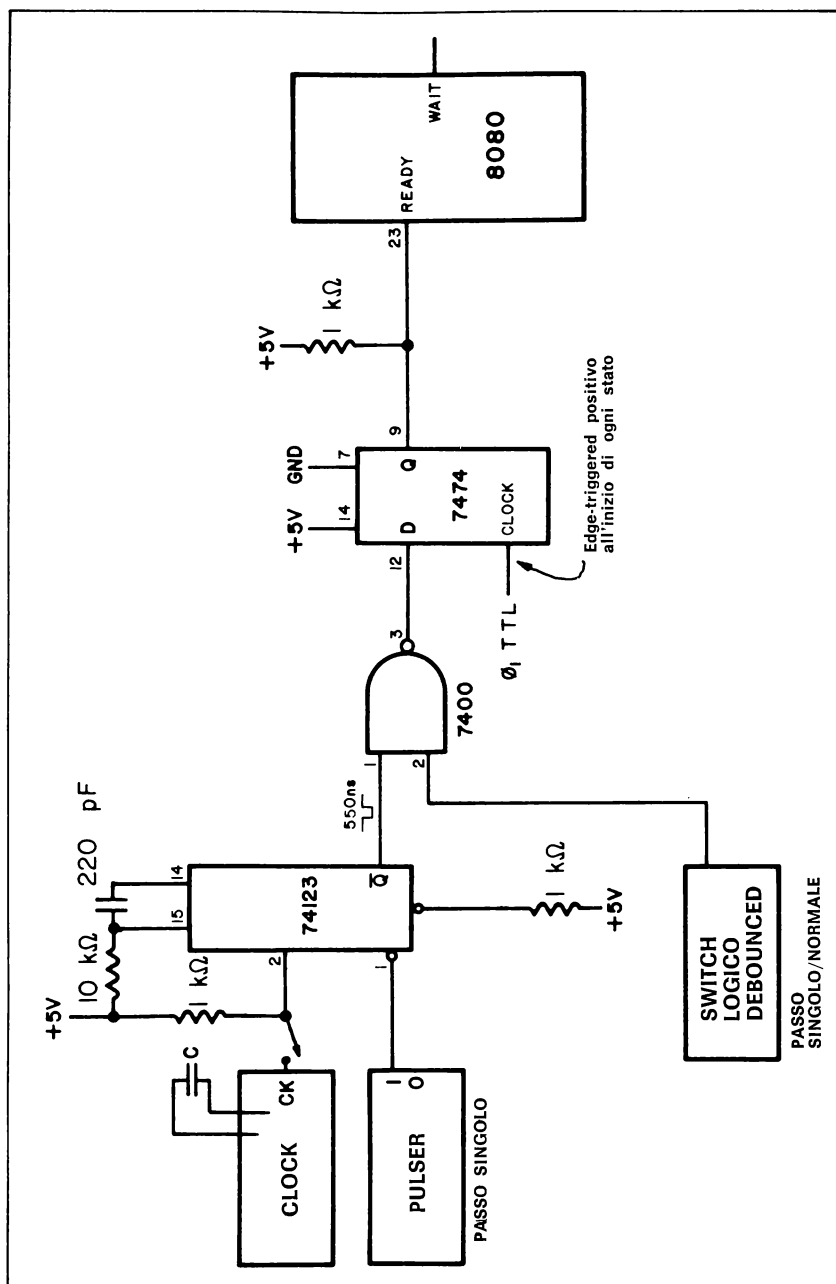 CLOCK
C
CK
PULSER
I
O
PASSO SINGOLO
+5V
10 kΩ
1 kΩ
220 pF
15
14
2
1
74123
Q̅
1 kΩ
+5V
550ns
SWITCH
LOGICO
DEBOUNCED
PASSO
SINGOLO/NORMALE
1
2
3
7400
Ø₁ TTL
12
+5V
14
GND
7
D
Q
7474
CLOCK
9
Edge-triggered positivo
all'inizio di ogni stato
+5V
1 kΩ
23
READY
WAIT
8080